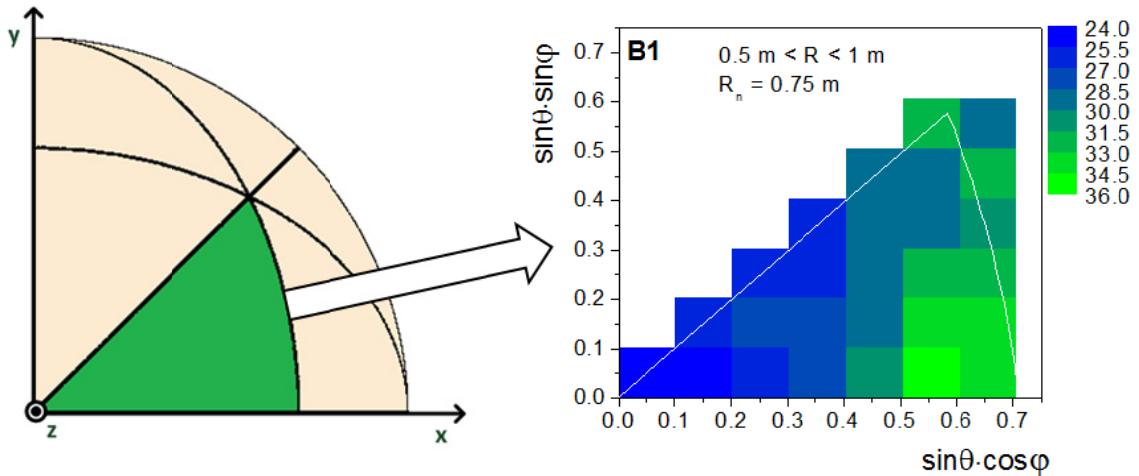 y
z
x
B1
0.5 m < R < 1 m
Rₙ = 0.75 m
sinθ·sinφ
0.7
0.6
0.5
0.4
0.3
0.2
0.1
0.0
0.0 0.1 0.2 0.3 0.4 0.5 0.6 0.7
sinθ·cosφ
24.0
25.5
27.0
28.5
30.0
31.5
33.0
34.5
36.0